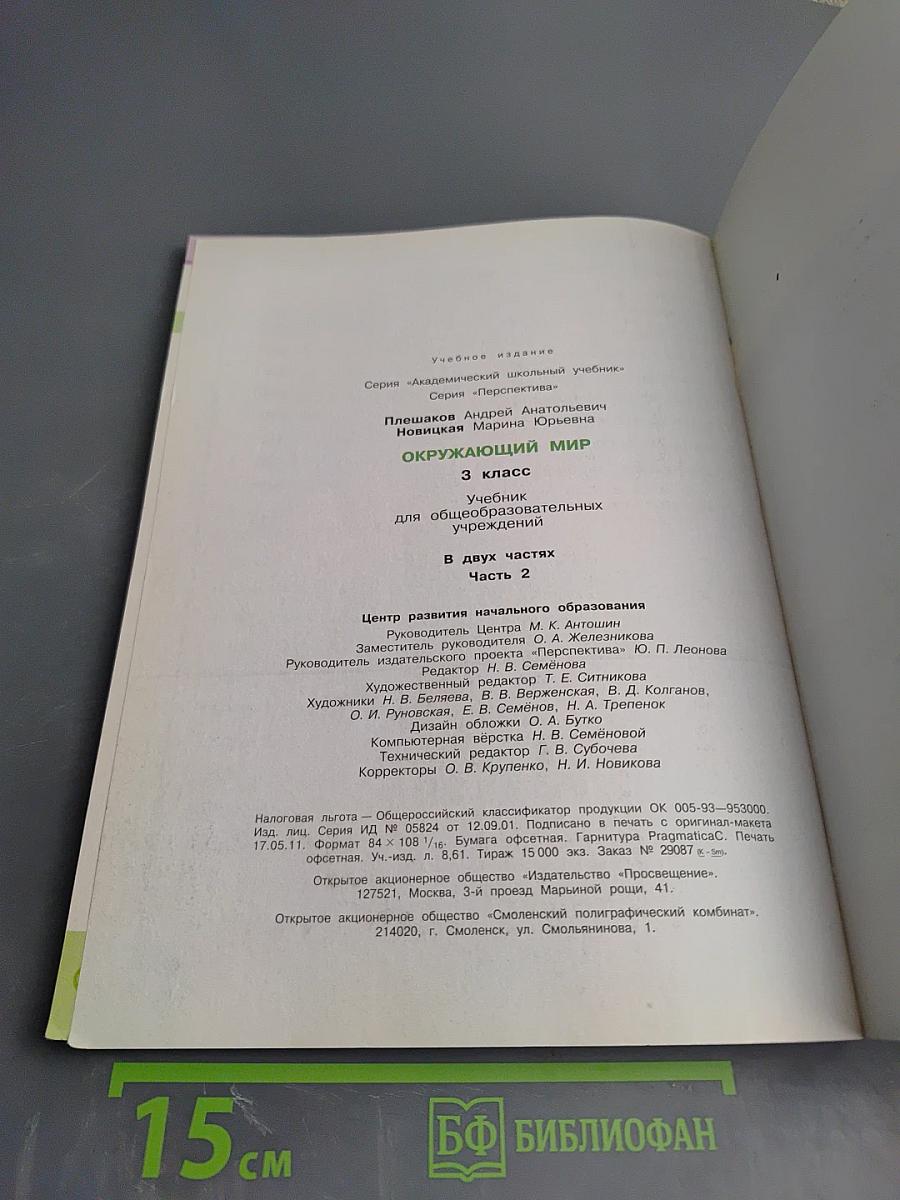 Учебное издание
Серия «Академический школьный учебник»
Серия «Перспектива»
Плешаков Андрей Анатольевич
Новицкая Марина Юрьевна
ОКРУЖАЮЩИЙ МИР
3 класс
Учебник
для общеобразовательных
учреждений
В двух частях
Часть 2
Центр развития начального образования
Руководитель Центра М. К. Антошин
Заместитель руководителя О. А. Железникова
Руководитель издательского проекта «Перспектива» Ю. П. Леонова
Редактор Н. В. Семёнова
Художественный редактор Т. Е. Ситникова
Художники Н. В. Беляева, В. В. Верженская, В. Д. Колганов,
О. И. Руновская, Е. В. Семёнов, Н. А. Трепенок
Дизайн обложки О. А. Бутко
Компьютерная вёрстка Н. В. Семёновой
Технический редактор Г. В. Субочева
Корректоры О. В. Крупенко, Н. И. Новикова
Налоговая льгота — Общероссийский классификатор продукции ОК 005-93—953000.
Изд. лиц. Серия ИД № 05824 от 12.09.01. Подписано в печать с оригинал-макета
17.05.11. Формат 84 × 108 1/16. Бумага офсетная. Гарнитура PragmaticaC. Печать
офсетная. Уч.-изд. л. 8,61. Тираж 15 000 экз. Заказ № 29087 (K - Sm).
Открытое акционерное общество «Издательство «Просвещение».
127521, Москва, 3-й проезд Марьиной рощи, 41.
Открытое акционерное общество «Смоленский полиграфический комбинат».
214020, г. Смоленск, ул. Смольянинова, 1.
15 см
БФ БИБЛИОФАН